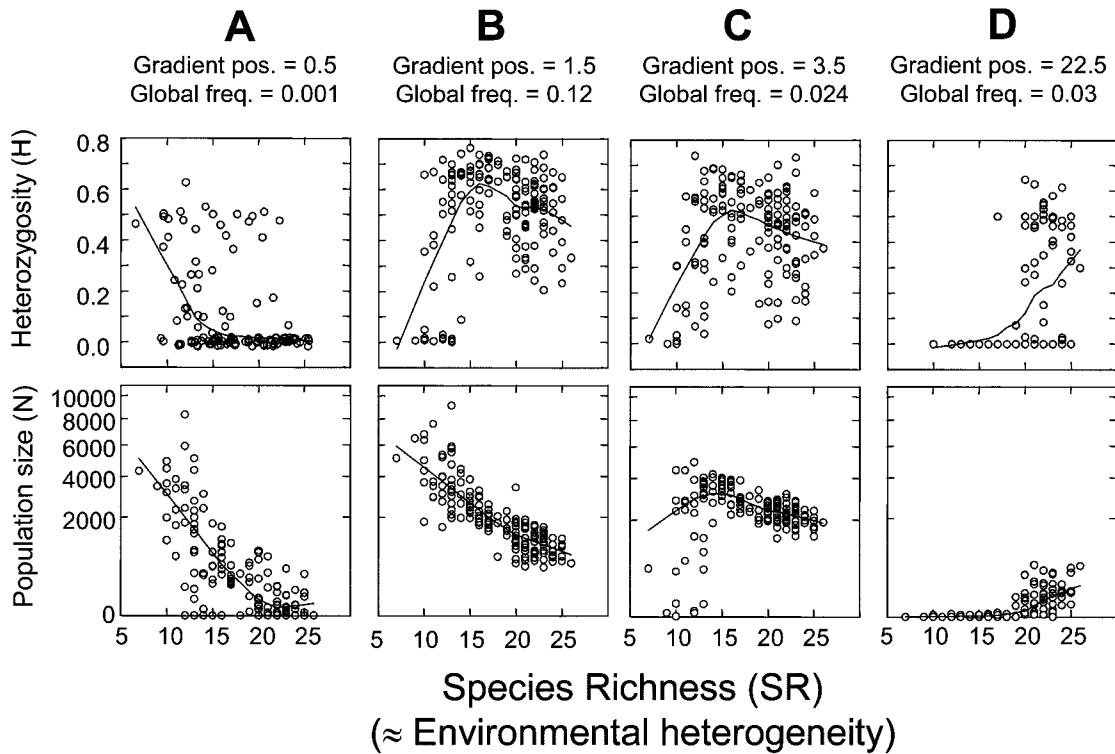 A B C D
Gradient pos. = 0.5 Gradient pos. = 1.5 Gradient pos. = 3.5 Gradient pos. = 22.5
Global freq. = 0.001 Global freq. = 0.12 Global freq. = 0.024 Global freq. = 0.03
Heterozygosity (H)
0.8
0.6
0.4
0.2
0.0
Population size (N)
10000
8000
6000
4000
2000
0
5 10 15 20 25 5 10 15 20 25 5 10 15 20 25 5 10 15 20 25
Species Richness (SR)
(≈ Environmental heterogeneity)